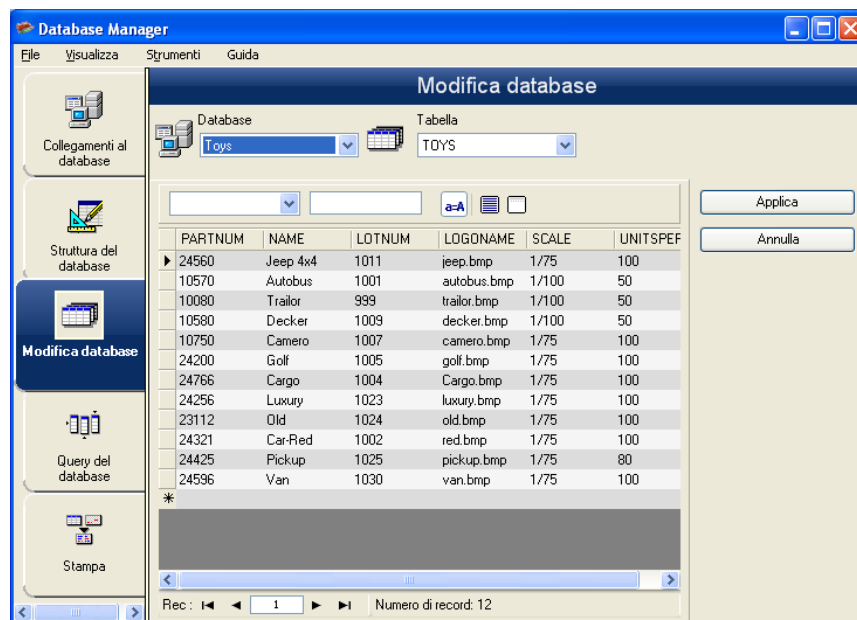 Database Manager
File Visualizza Strumenti Guida
Modifica database
Collegamenti al
database
Struttura del
database
Modifica database
Query del
database
Stampa
Database
Toys
Tabella
TOYS
a=A
Applica
Annulla
PARTNUM NAME LOTNUM LOGONAME SCALE UNITSPER
24560 Jeep 4x4 1011 jeep.bmp 1/75 100
10570 Autobus 1001 autobus.bmp 1/100 50
10080 Trailor 999 trailor.bmp 1/100 50
10580 Decker 1009 decker.bmp 1/100 50
10750 Camero 1007 camero.bmp 1/75 100
24200 Golf 1005 golf.bmp 1/75 100
24766 Cargo 1004 Cargo.bmp 1/75 100
24256 Luxury 1023 luxury.bmp 1/75 100
23112 Old 1024 old.bmp 1/75 100
24321 Car-Red 1002 red.bmp 1/75 100
24425 Pickup 1025 pickup.bmp 1/75 80
24596 Van 1030 van.bmp 1/75 100
Rec : 1 Numero di record: 12